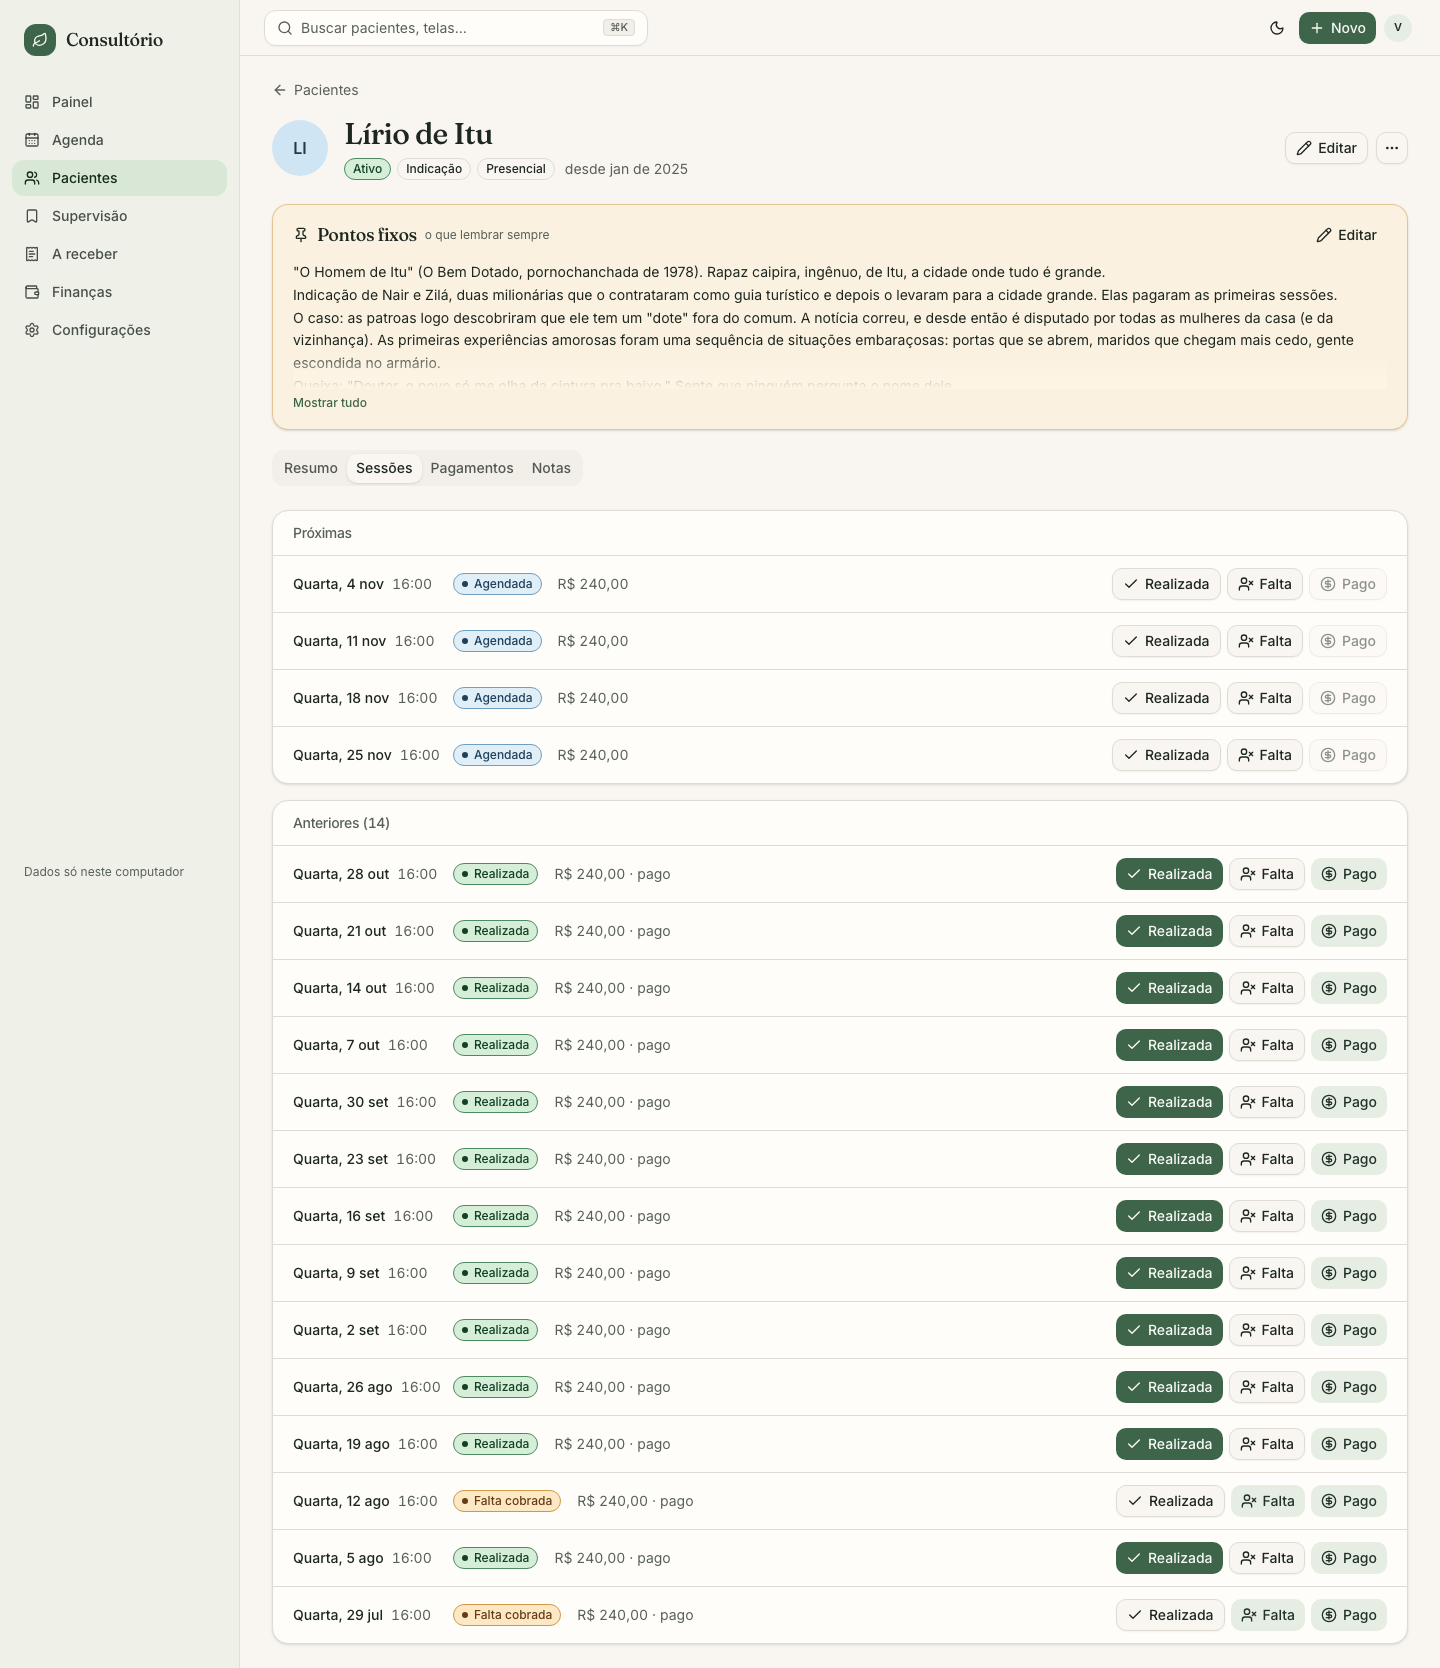 Consultório
Buscar pacientes, telas...
⌘K
Novo
V
Painel
Agenda
Pacientes
Supervisão
A receber
Finanças
Configurações
Dados só neste computador
Pacientes
LI
Lírio de Itu
Ativo Indicação Presencial desde jan de 2025
Editar
Pontos fixos o que lembrar sempre
Editar
"O Homem de Itu" (O Bem Dotado, pornochanchada de 1978). Rapaz caipira, ingênuo, de Itu, a cidade onde tudo é grande.
Indicação de Nair e Zilá, duas milionárias que o contrataram como guia turístico e depois o levaram para a cidade grande. Elas pagaram as primeiras sessões.
O caso: as patroas logo descobriram que ele tem um "dote" fora do comum. A notícia correu, e desde então é disputado por todas as mulheres da casa (e da
vizinhança). As primeiras experiências amorosas foram uma sequência de situações embaraçosas: portas que se abrem, maridos que chegam mais cedo, gente
escondida no armário.
Queixa: "Doutor, o povo só me olha da cintura pra baixo." Sente que ninguém pergunta o nome dele.
Mostrar tudo
Resumo Sessões Pagamentos Notas
Próximas
Quarta, 4 nov 16:00 Agendada R$ 240,00 Realizada Falta Pago
Quarta, 11 nov 16:00 Agendada R$ 240,00 Realizada Falta Pago
Quarta, 18 nov 16:00 Agendada R$ 240,00 Realizada Falta Pago
Quarta, 25 nov 16:00 Agendada R$ 240,00 Realizada Falta Pago
Anteriores (14)
Quarta, 28 out 16:00 Realizada R$ 240,00 · pago Realizada Falta Pago
Quarta, 21 out 16:00 Realizada R$ 240,00 · pago Realizada Falta Pago
Quarta, 14 out 16:00 Realizada R$ 240,00 · pago Realizada Falta Pago
Quarta, 7 out 16:00 Realizada R$ 240,00 · pago Realizada Falta Pago
Quarta, 30 set 16:00 Realizada R$ 240,00 · pago Realizada Falta Pago
Quarta, 23 set 16:00 Realizada R$ 240,00 · pago Realizada Falta Pago
Quarta, 16 set 16:00 Realizada R$ 240,00 · pago Realizada Falta Pago
Quarta, 9 set 16:00 Realizada R$ 240,00 · pago Realizada Falta Pago
Quarta, 2 set 16:00 Realizada R$ 240,00 · pago Realizada Falta Pago
Quarta, 26 ago 16:00 Realizada R$ 240,00 · pago Realizada Falta Pago
Quarta, 19 ago 16:00 Realizada R$ 240,00 · pago Realizada Falta Pago
Quarta, 12 ago 16:00 Falta cobrada R$ 240,00 · pago Realizada Falta Pago
Quarta, 5 ago 16:00 Realizada R$ 240,00 · pago Realizada Falta Pago
Quarta, 29 jul 16:00 Falta cobrada R$ 240,00 · pago Realizada Falta Pago